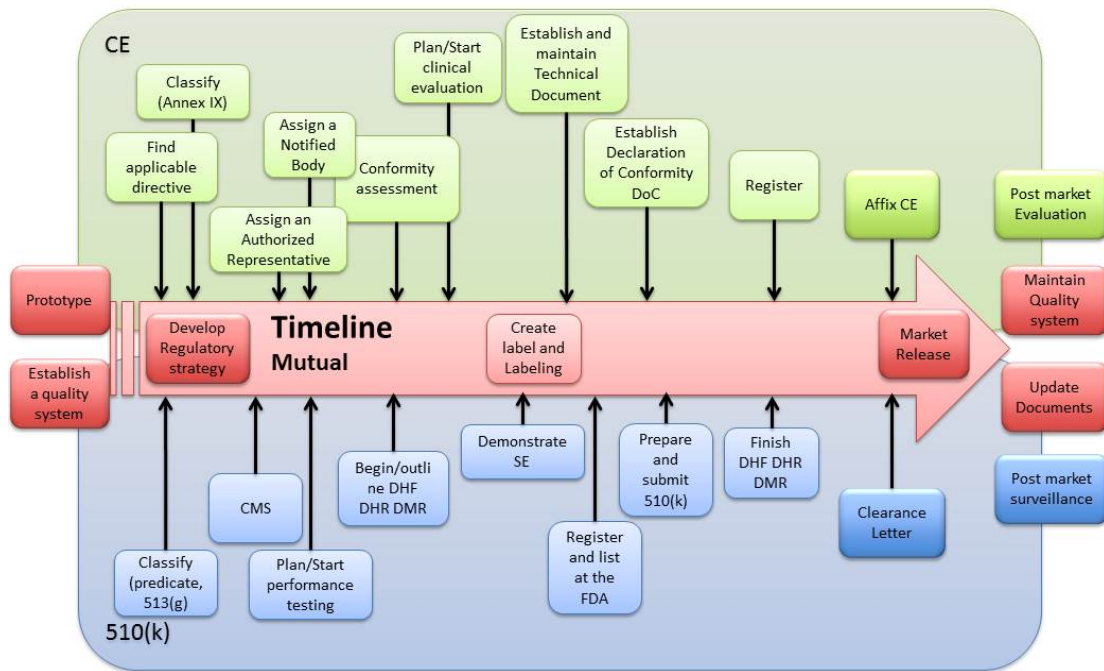 CE
Classify
(Annex IX)
Find
applicable
directive
Assign a
Notified
Body
Assign an
Authorized
Representative
Conformity
assessment
Plan/Start
clinical
evaluation
Establish and
maintain
Technical
Document
Establish
Declaration
of Conformity
DoC
Register
Affix CE
Post market
Evaluation
Prototype
Establish
a quality
system
Develop
Regulatory
strategy
Timeline
Mutual
Create
label and
Labeling
Market
Release
Maintain
Quality
system
Update
Documents
Post market
surveillance
Classify
(predicate,
513(g)
CMS
Plan/Start
performance
testing
Begin/outli
ne DHF
DHR DMR
Demonstrate
SE
Register
and list
at the
FDA
Prepare
and
submit
510(k)
Finish
DHF DHR
DMR
Clearance
Letter
510(k)